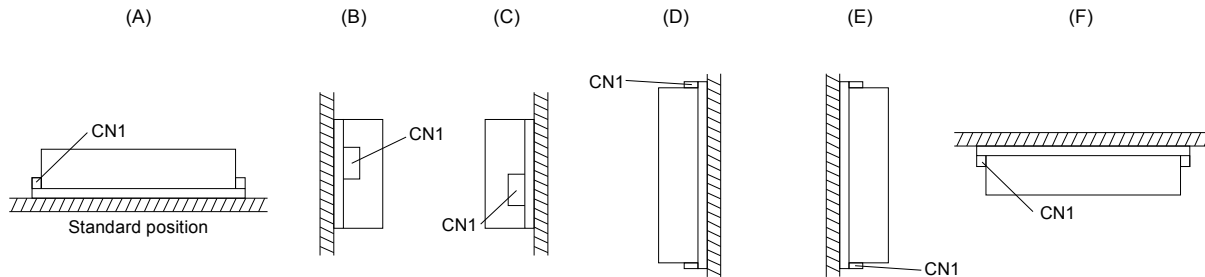 (A)
(B)
(C)
(D)
(E)
(F)
CN1
CN1
CN1
CN1
CN1
CN1
Standard position